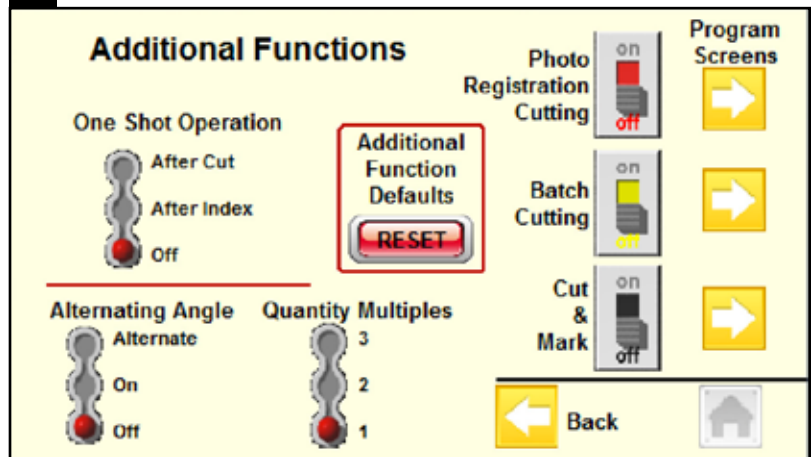 Additional Functions
One Shot Operation
After Cut
After Index
Off
Additional
Function
Defaults
RESET
Alternating Angle
Alternate
On
Off
Quantity Multiples
3
2
1
Photo
Registration
Cutting
on
off
Program
Screens
Batch
Cutting
on
off
Cut
&
Mark
on
off
Back